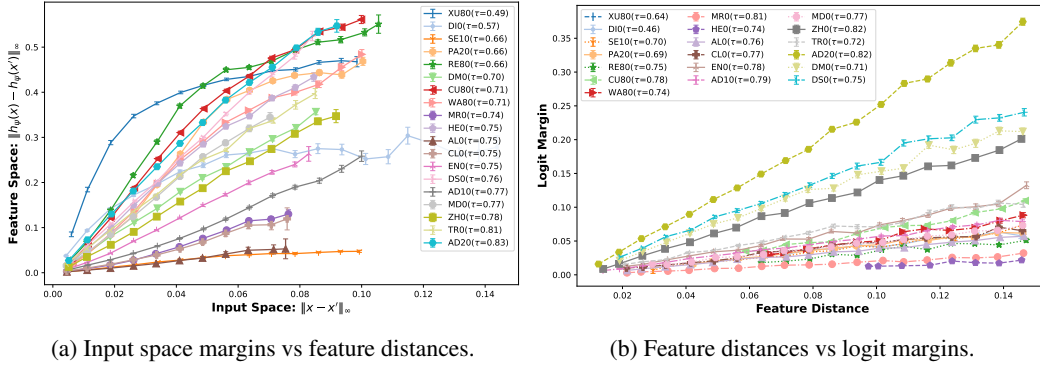 Feature Space: ||h_ψ(x) − h_ψ(x′)||∞
0.5
0.4
0.3
0.2
0.1
0.0
0.00 0.02 0.04 0.06 0.08 0.10 0.12 0.14
Input Space: ||x − x′||∞
XU80(τ=0.49)
DI0(τ=0.57)
SE10(τ=0.66)
PA20(τ=0.66)
RE80(τ=0.66)
DM0(τ=0.70)
CU80(τ=0.71)
WA80(τ=0.71)
MR0(τ=0.74)
HE0(τ=0.75)
AL0(τ=0.75)
CL0(τ=0.75)
EN0(τ=0.75)
DS0(τ=0.76)
AD10(τ=0.77)
MD0(τ=0.77)
ZH0(τ=0.78)
TR0(τ=0.81)
AD20(τ=0.83)
(a) Input space margins vs feature distances.
Logit Margin
0.35
0.30
0.25
0.20
0.15
0.10
0.05
0.00
0.02 0.04 0.06 0.08 0.10 0.12 0.14
Feature Distance
XU80(τ=0.64)
DI0(τ=0.46)
SE10(τ=0.70)
PA20(τ=0.69)
RE80(τ=0.75)
CU80(τ=0.78)
WA80(τ=0.74)
MR0(τ=0.81)
HE0(τ=0.74)
AL0(τ=0.76)
CL0(τ=0.77)
EN0(τ=0.78)
AD10(τ=0.79)
MD0(τ=0.77)
ZH0(τ=0.82)
TR0(τ=0.72)
AD20(τ=0.82)
DM0(τ=0.71)
DS0(τ=0.75)
(b) Feature distances vs logit margins.